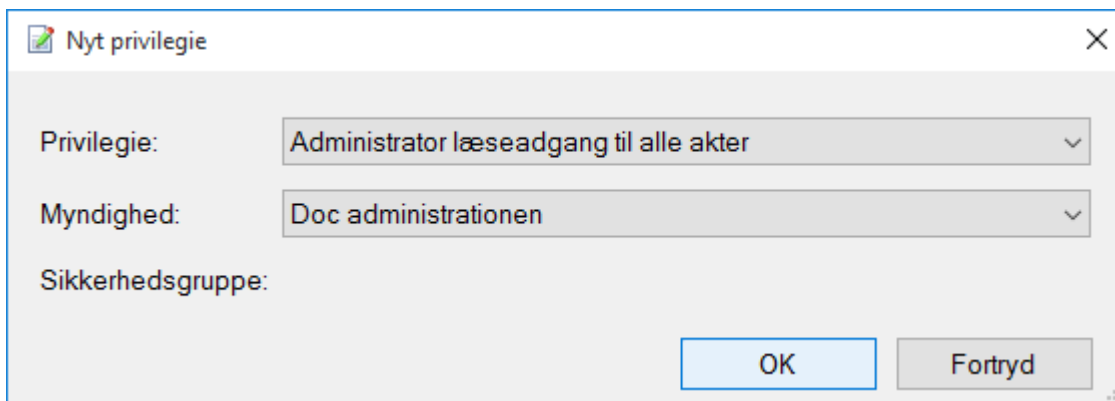 Nyt privilegie
Privilegie: Administrator læseadgang til alle akter
Myndighed: Doc administrationen
Sikkerhedsgruppe:
OK Fortryd